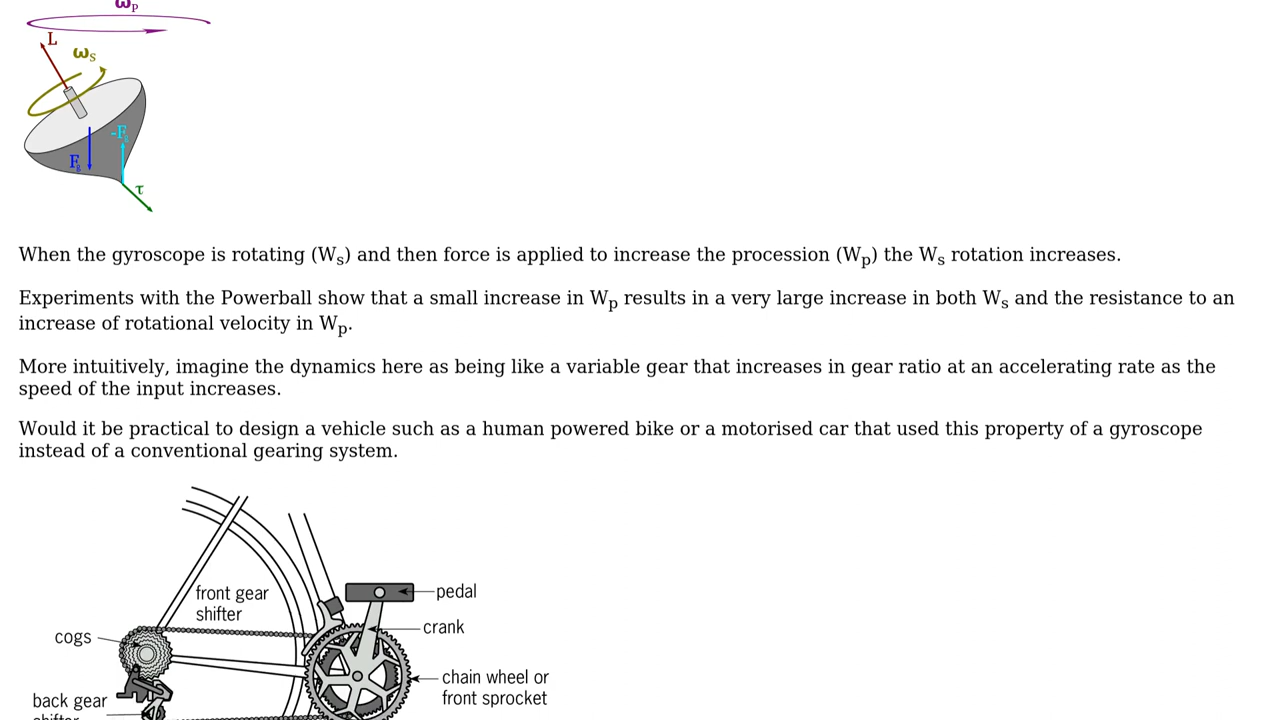 ωP
L
ωS
-Fg
Fg
τ
When the gyroscope is rotating (Ws) and then force is applied to increase the procession (Wp) the Ws rotation increases.
Experiments with the Powerball show that a small increase in Wp results in a very large increase in both Ws and the resistance to an
increase of rotational velocity in Wp.
More intuitively, imagine the dynamics here as being like a variable gear that increases in gear ratio at an accelerating rate as the
speed of the input increases.
Would it be practical to design a vehicle such as a human powered bike or a motorised car that used this property of a gyroscope
instead of a conventional gearing system.
front gear
shifter
pedal
cogs
crank
chain wheel or
front sprocket
back gear
shifter